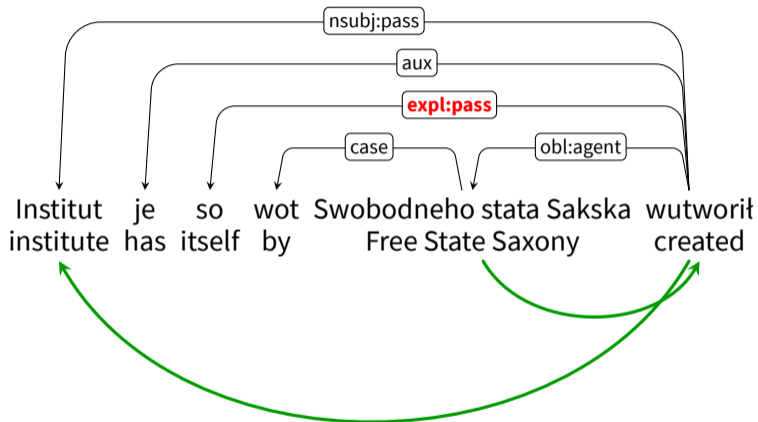 nsubj:pass
aux
expl:pass
case obl:agent
Institut je so wot Swobodneho stata Sakska wutworił
institute has itself by Free State Saxony created